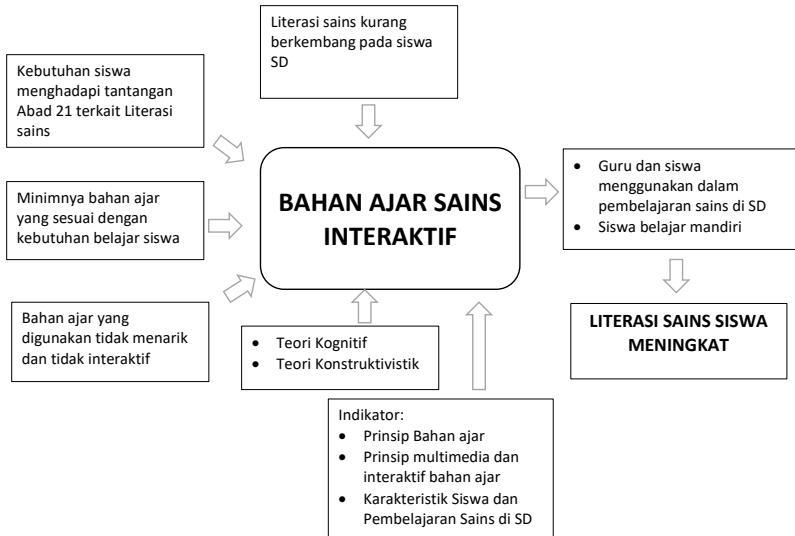 Literasi sains kurang
berkembang pada siswa
SD
Kebutuhan siswa
menghadapi tantangan
Abad 21 terkait Literasi
sains
Minimnya bahan ajar
yang sesuai dengan
kebutuhan belajar siswa
Bahan ajar yang
digunakan tidak menarik
dan tidak interaktif
BAHAN AJAR SAINS
INTERAKTIF
• Teori Kognitif
• Teori Konstruktivistik
Indikator:
• Prinsip Bahan ajar
• Prinsip multimedia dan
interaktif bahan ajar
• Karakteristik Siswa dan
Pembelajaran Sains di SD
• Guru dan siswa
menggunakan dalam
pembelajaran sains di SD
• Siswa belajar mandiri
LITERASI SAINS SISWA
MENINGKAT